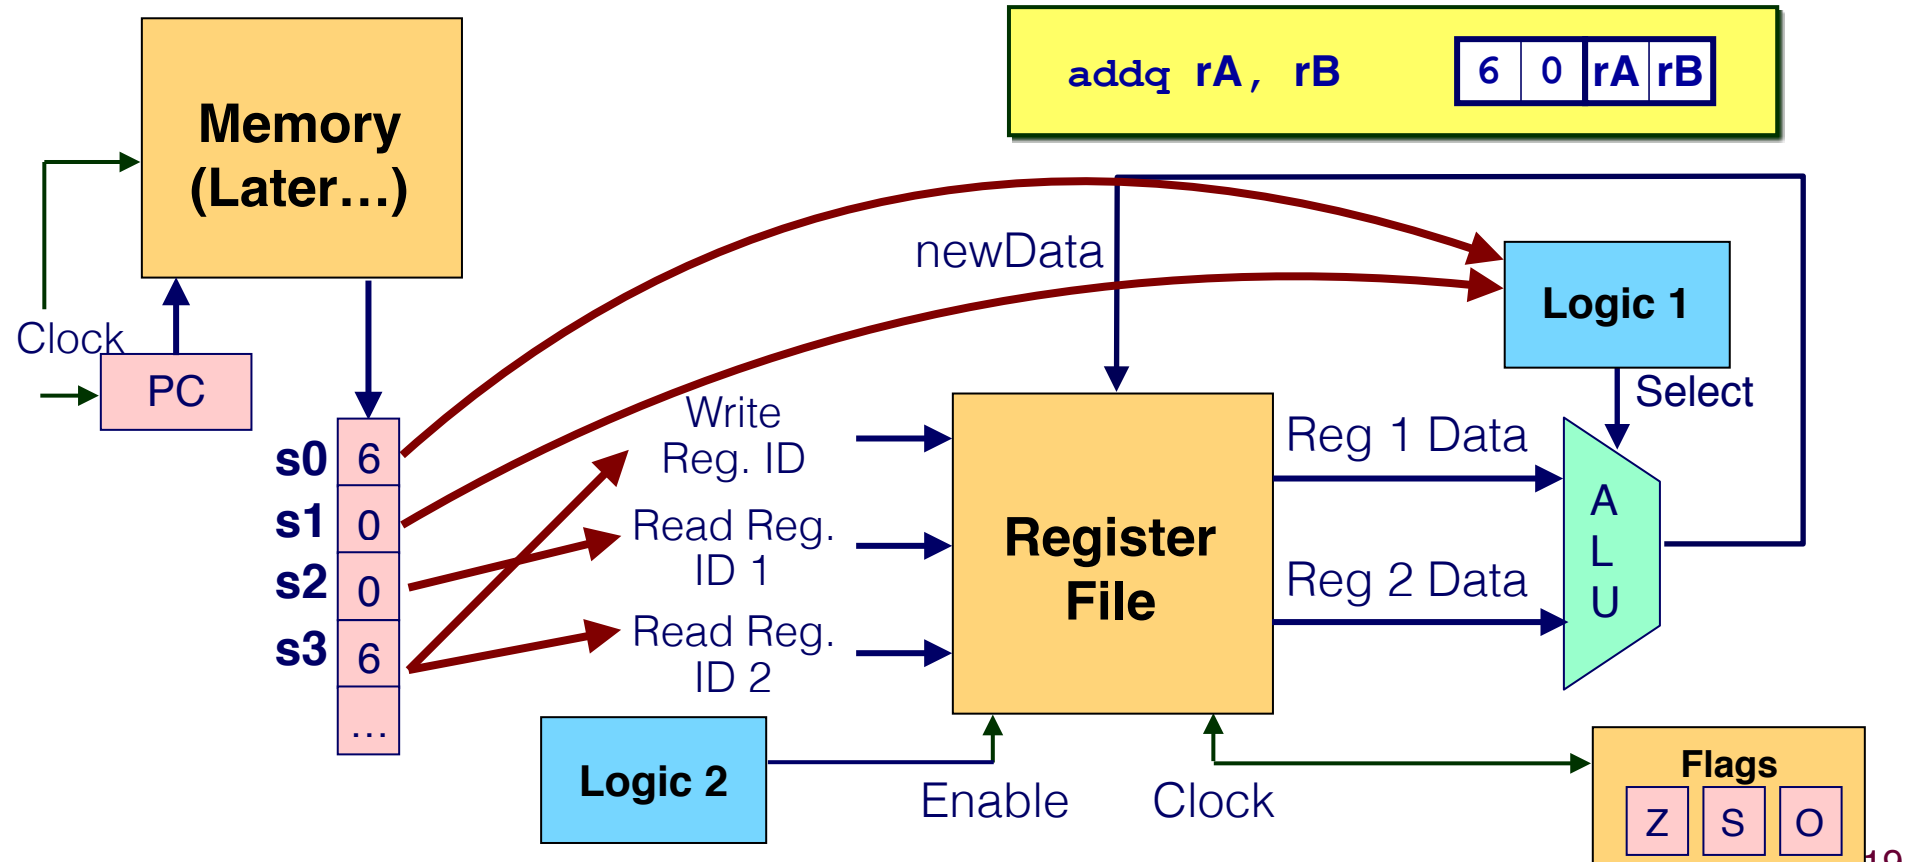 addq rA, rB
6 0 rA rB
Memory
(Later…)
newData
Logic 1
Clock
PC
Select
Write
Reg. ID
Reg 1 Data
s0 6
s1 0
s2 0
s3 6
…
Read Reg.
ID 1
Read Reg.
ID 2
Register
File
Reg 2 Data
A
L
U
Logic 2
Enable
Clock
Flags
Z S O
19